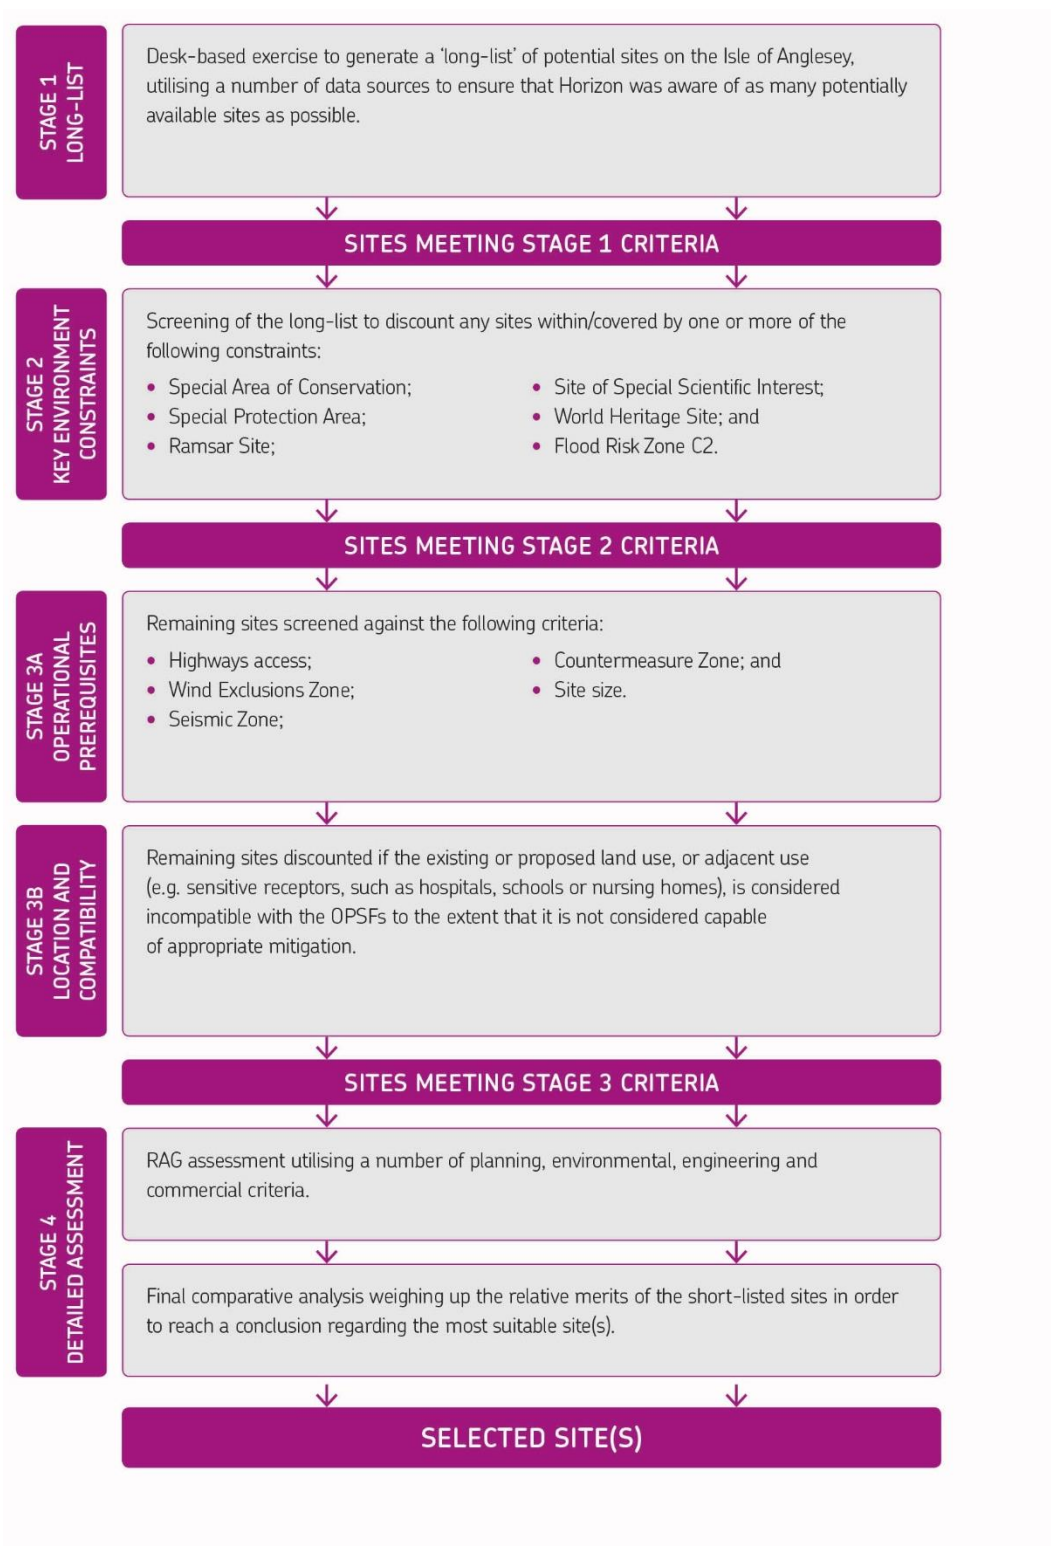 STAGE 1
LONG-LIST
Desk-based exercise to generate a ‘long-list’ of potential sites on the Isle of Anglesey,
utilising a number of data sources to ensure that Horizon was aware of as many potentially
available sites as possible.
SITES MEETING STAGE 1 CRITERIA
STAGE 2
KEY ENVIRONMENT
CONSTRAINTS
Screening of the long-list to discount any sites within/covered by one or more of the
following constraints:
• Special Area of Conservation;
• Special Protection Area;
• Ramsar Site;
• Site of Special Scientific Interest;
• World Heritage Site; and
• Flood Risk Zone C2.
SITES MEETING STAGE 2 CRITERIA
STAGE 3A
OPERATIONAL
PREREQUISITES
Remaining sites screened against the following criteria:
• Highways access;
• Wind Exclusions Zone;
• Seismic Zone;
• Countermeasure Zone; and
• Site size.
STAGE 3B
LOCATION AND
COMPATIBILITY
Remaining sites discounted if the existing or proposed land use, or adjacent use
(e.g. sensitive receptors, such as hospitals, schools or nursing homes), is considered
incompatible with the OPSFs to the extent that it is not considered capable
of appropriate mitigation.
SITES MEETING STAGE 3 CRITERIA
STAGE 4
DETAILED ASSESSMENT
RAG assessment utilising a number of planning, environmental, engineering and
commercial criteria.
Final comparative analysis weighing up the relative merits of the short-listed sites in order
to reach a conclusion regarding the most suitable site(s).
SELECTED SITE(S)